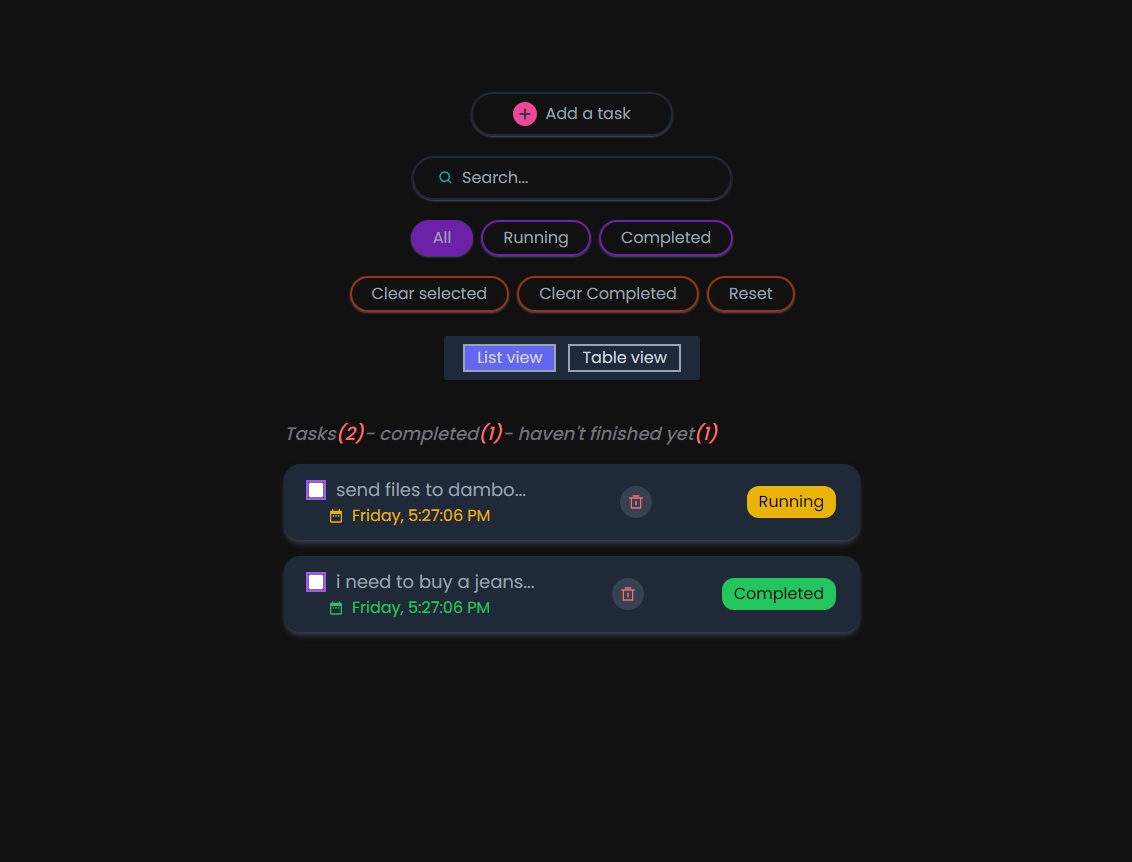 Add a task
Search...
All Running Completed
Clear selected Clear Completed Reset
List view Table view
Tasks(2)- completed(1)- haven't finished yet(1)
send files to dambo... Running
Friday, 5:27:06 PM
i need to buy a jeans... Completed
Friday, 5:27:06 PM